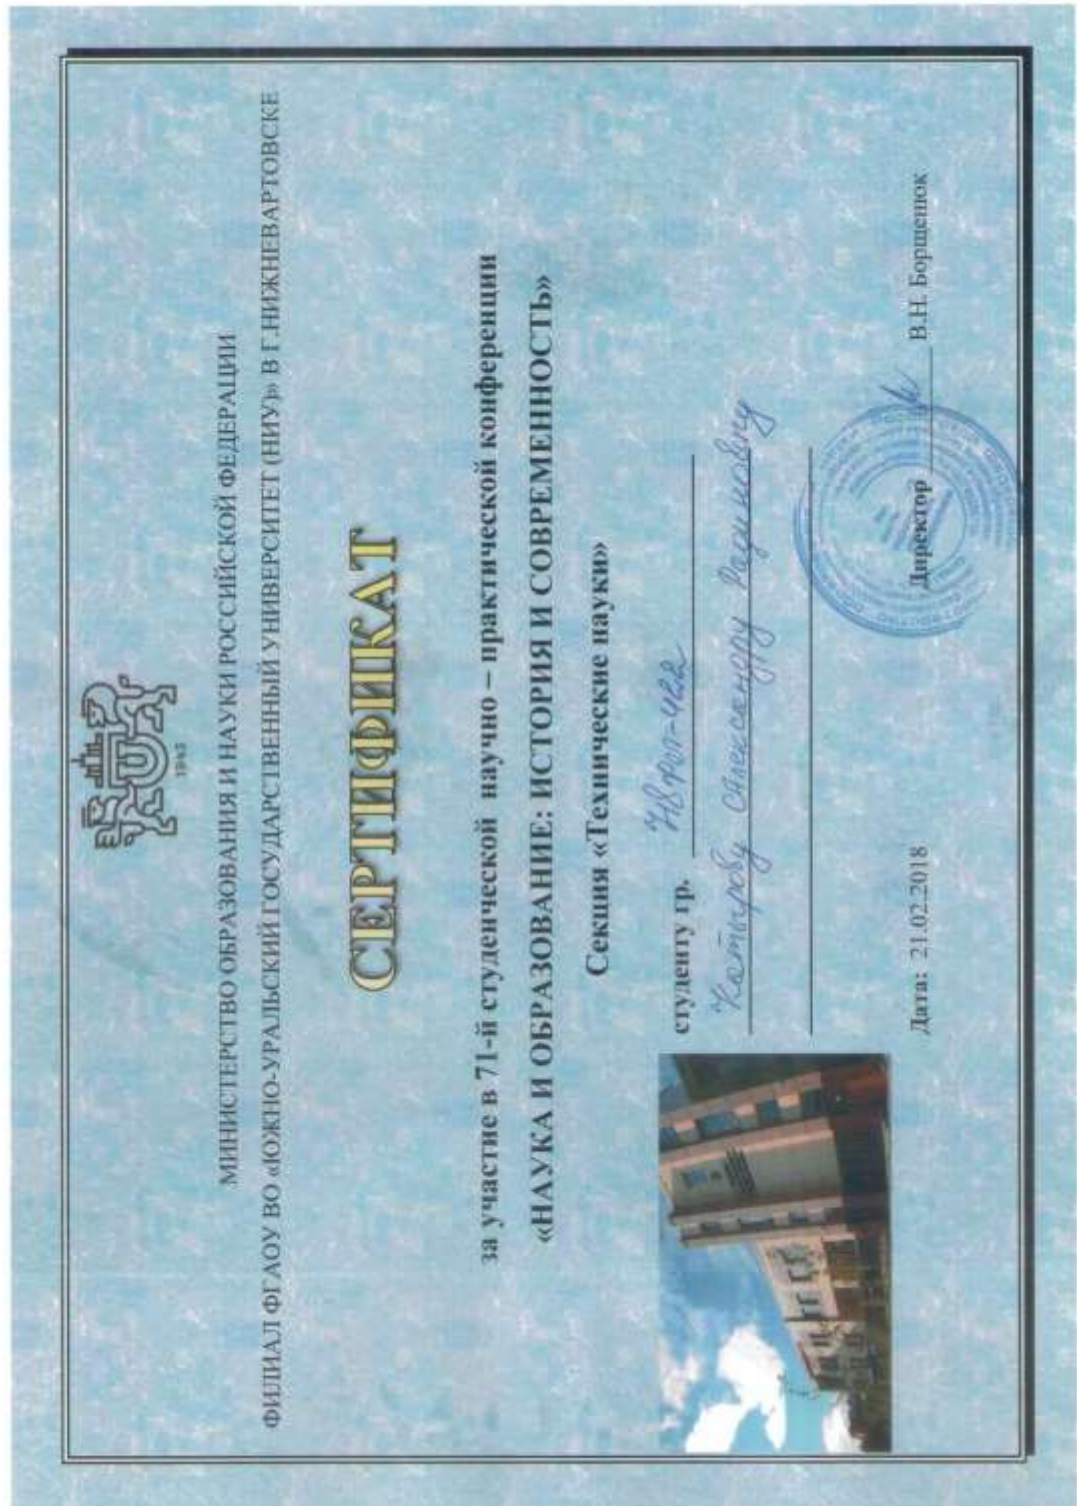 1943
МИНИСТЕРСТВО ОБРАЗОВАНИЯ И НАУКИ РОССИЙСКОЙ ФЕДЕРАЦИИ
ФИЛИАЛ ФГАОУ ВО «ЮЖНО-УРАЛЬСКИЙ ГОСУДАРСТВЕННЫЙ УНИВЕРСИТЕТ (НИУ)» В Г.НИЖНЕВАРТОВСКЕ
СЕРТИФИКАТ
за участие в 71-й студенческой научно – практической конференции
«НАУКА И ОБРАЗОВАНИЕ: ИСТОРИЯ И СОВРЕМЕННОСТЬ»
Секция «Технические науки»
студенту гр. НвФл-422
Катырову Александру Радиковичу
Дата: 21.02.2018 Директор В.Н. Борщенюк